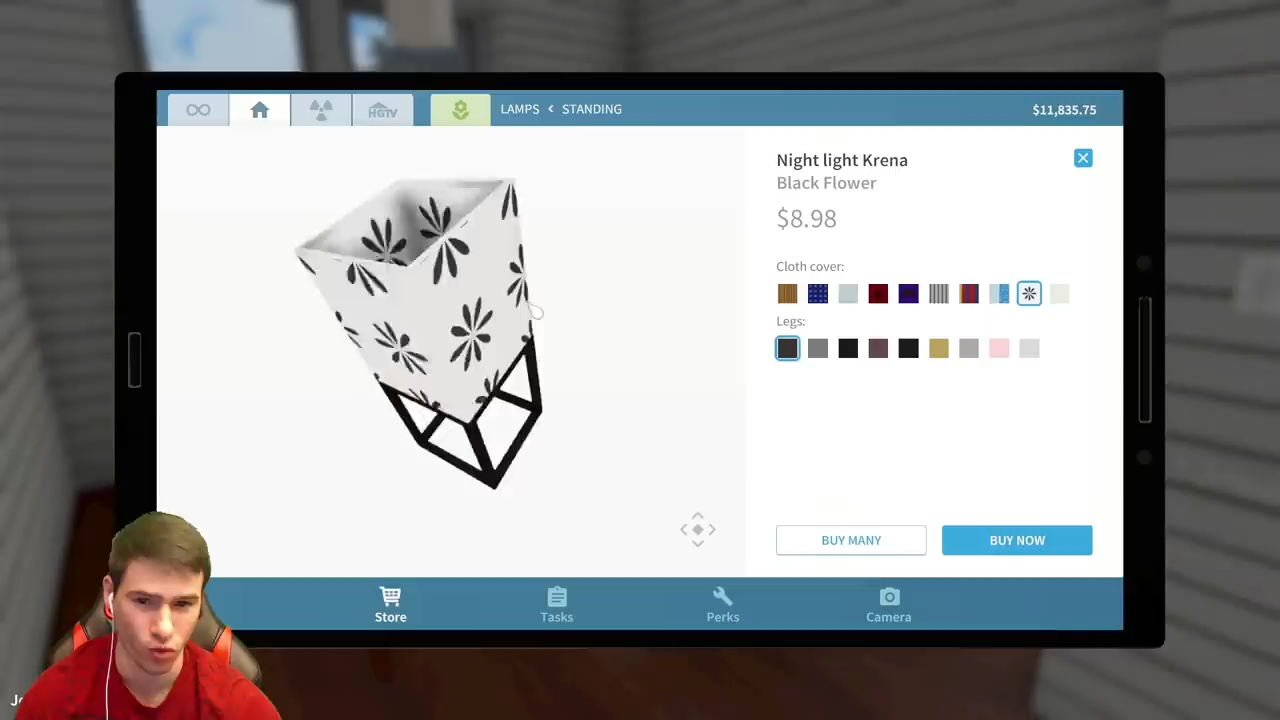 HGTV
LAMPS < STANDING
$11,835.75
Night light Krena
Black Flower
$8.98
Cloth cover:
Legs:
BUY MANY
BUY NOW
Store
Tasks
Perks
Camera